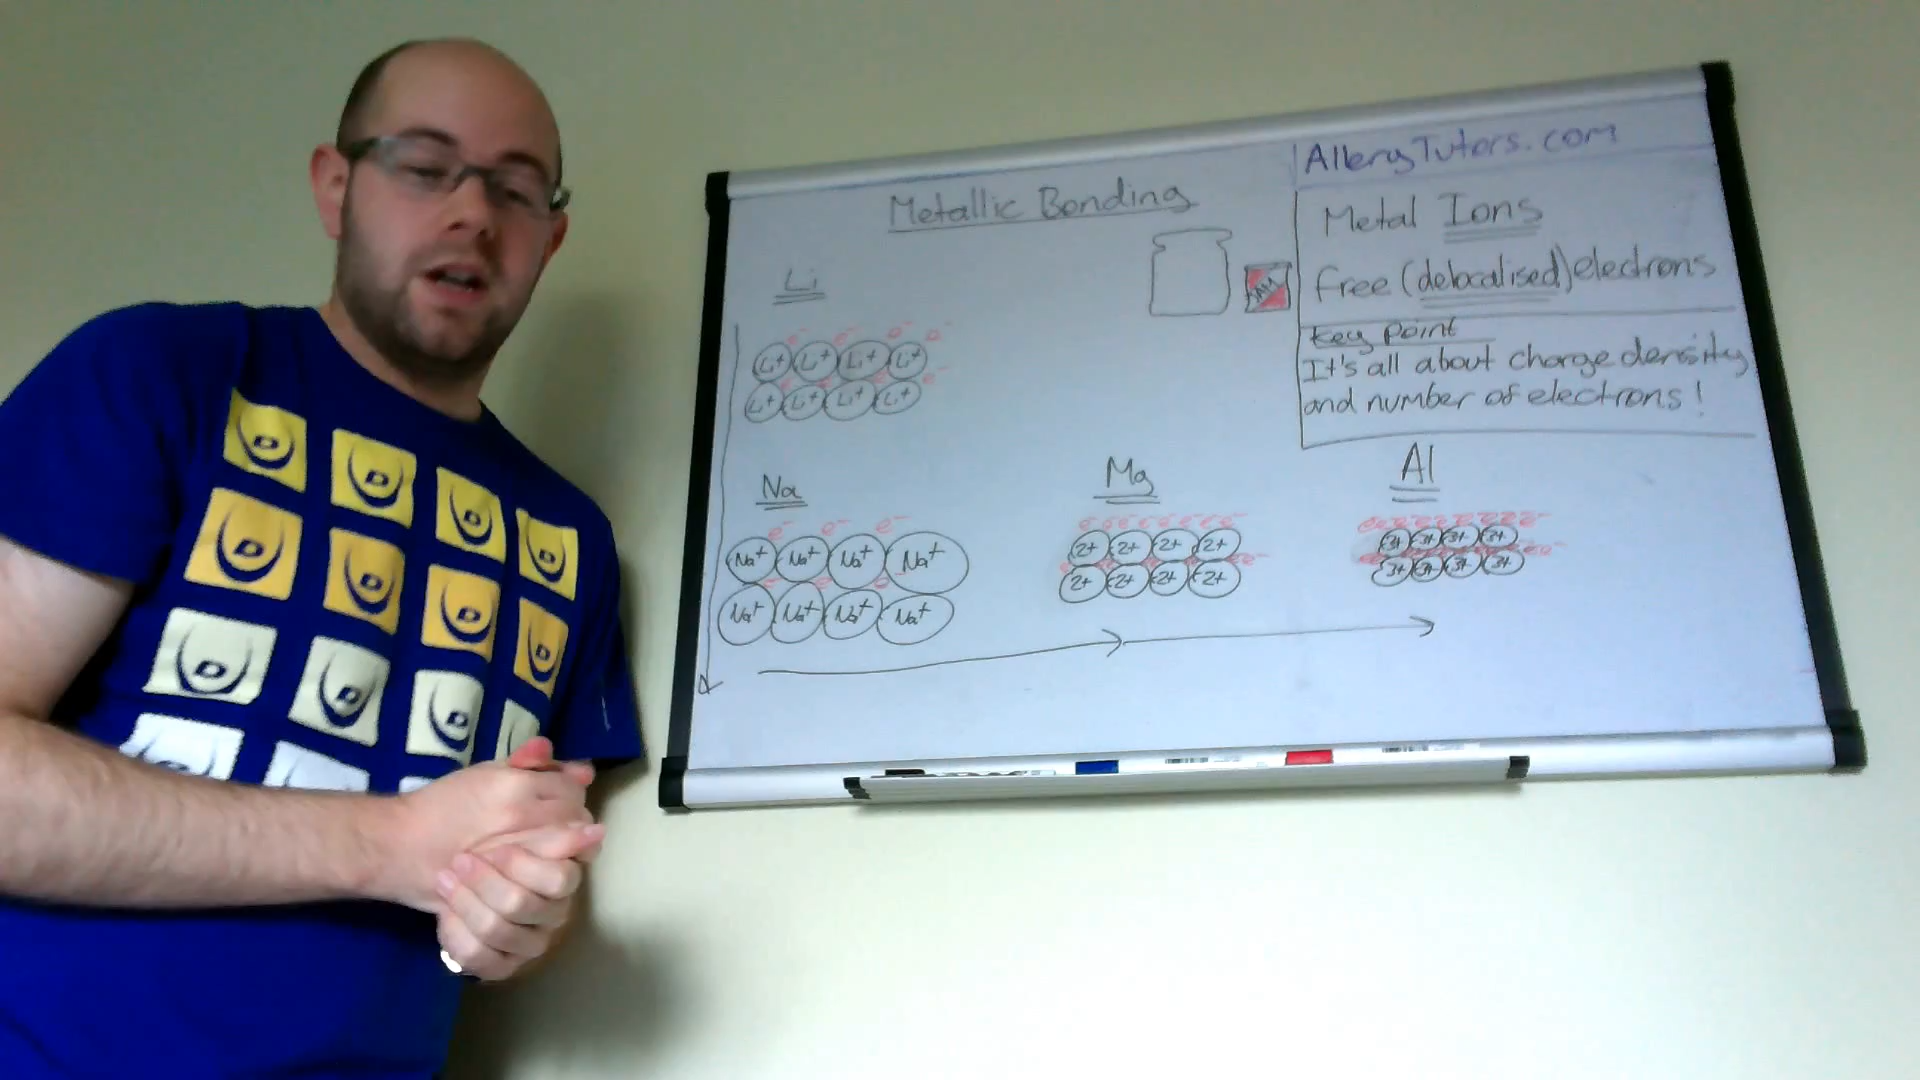 AlleryTutors.com
Metallic Bonding
Metal Ions
free (delocalised) electrons
Key point
It's all about charge density
and number of electrons!
JAM
Li
e⁻ e⁻ e⁻ e⁻
Li⁺ Li⁺ Li⁺ Li⁺
Li⁺ Li⁺ Li⁺ Li⁺
Na
e⁻ e⁻ e⁻
Na⁺ Na⁺ Na⁺ Na⁺
Na⁺ Na⁺ Na⁺ Na⁺
Mg
2+ 2+ 2+ 2+
2+ 2+ 2+ 2+
Al
3+ 3+ 3+ 3+
3+ 3+ 3+ 3+
D D D D
D D D D
D D D